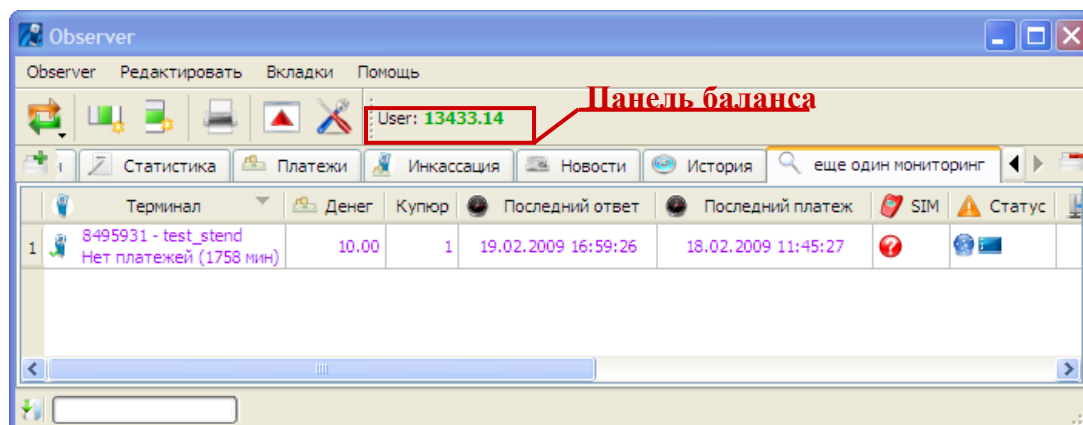 Observer
Observer Редактировать Вкладки Помощь
Панель баланса
User: 13433.14
Статистика Платежи Инкассация Новости История еще один мониторинг
Терминал Денег Купюр Последний ответ Последний платеж SIM Статус
1 8495931 - test_stend 10.00 1 19.02.2009 16:59:26 18.02.2009 11:45:27
Нет платежей (1758 мин)